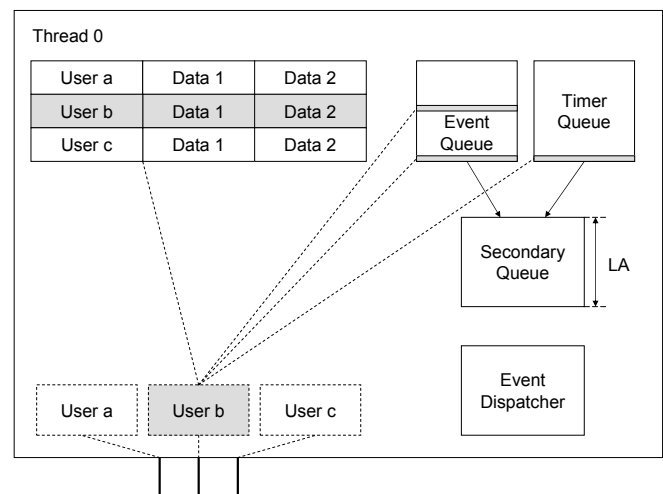 Thread 0
User a Data 1 Data 2
User b Data 1 Data 2
User c Data 1 Data 2
Event
Queue
Timer
Queue
Secondary
Queue
LA
Event
Dispatcher
User a
User b
User c